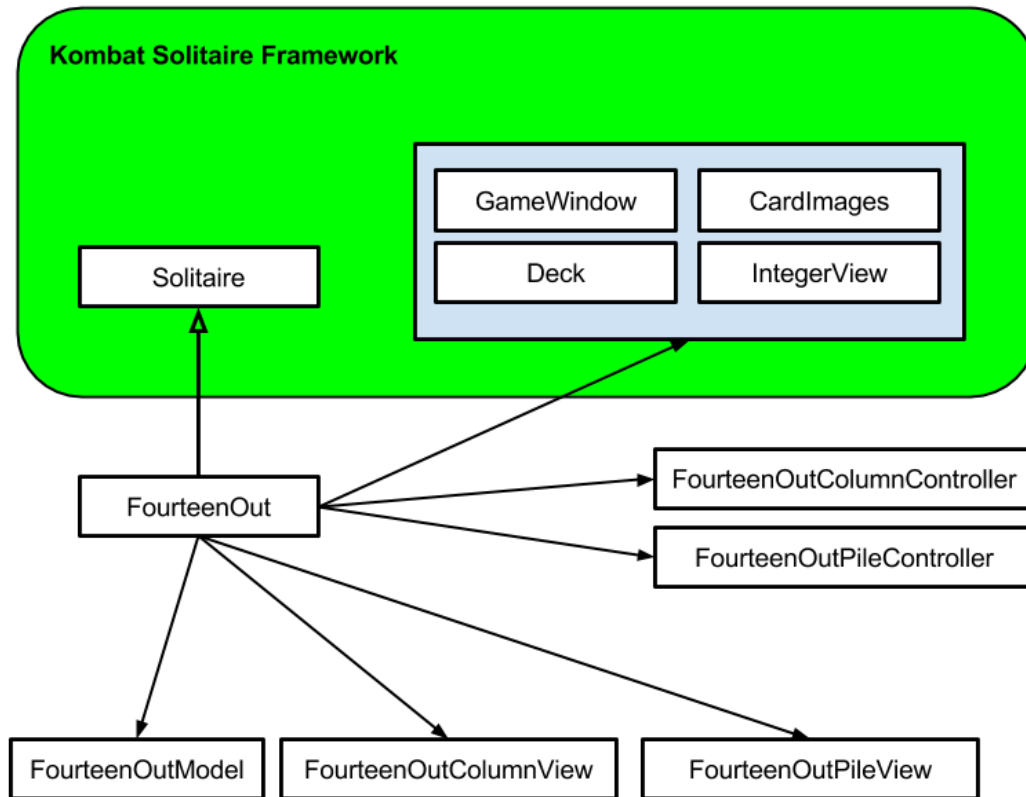 Kombat Solitaire Framework
GameWindow
CardImages
Deck
IntegerView
Solitaire
FourteenOut
FourteenOutColumnController
FourteenOutPileController
FourteenOutModel
FourteenOutColumnView
FourteenOutPileView